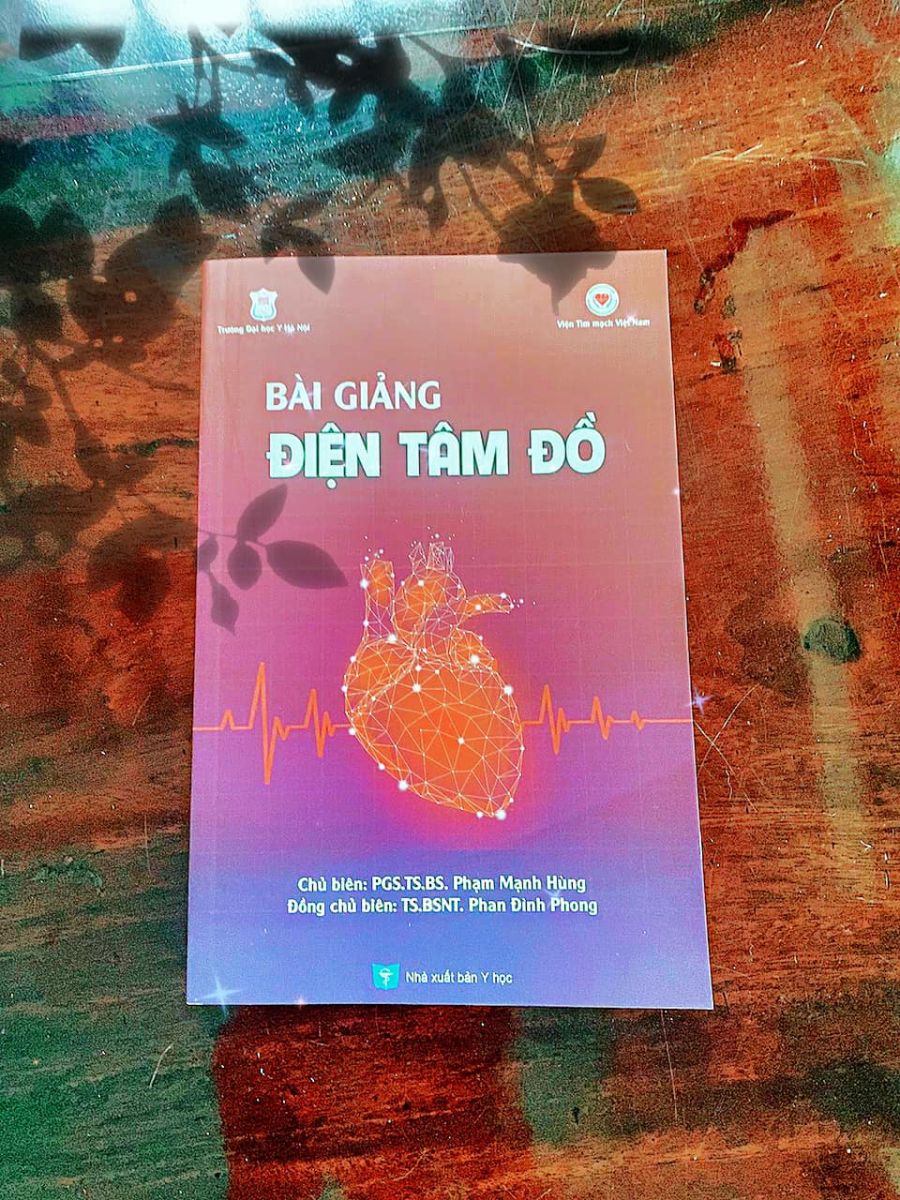 Trường Đại học Y Hà Nội
Viện Tim mạch Việt Nam
BÀI GIẢNG
ĐIỆN TÂM ĐỒ
Chủ biên: PGS.TS.BS. Phạm Mạnh Hùng
Đồng chủ biên: TS.BSNT. Phan Đình Phong
Nhà xuất bản Y học